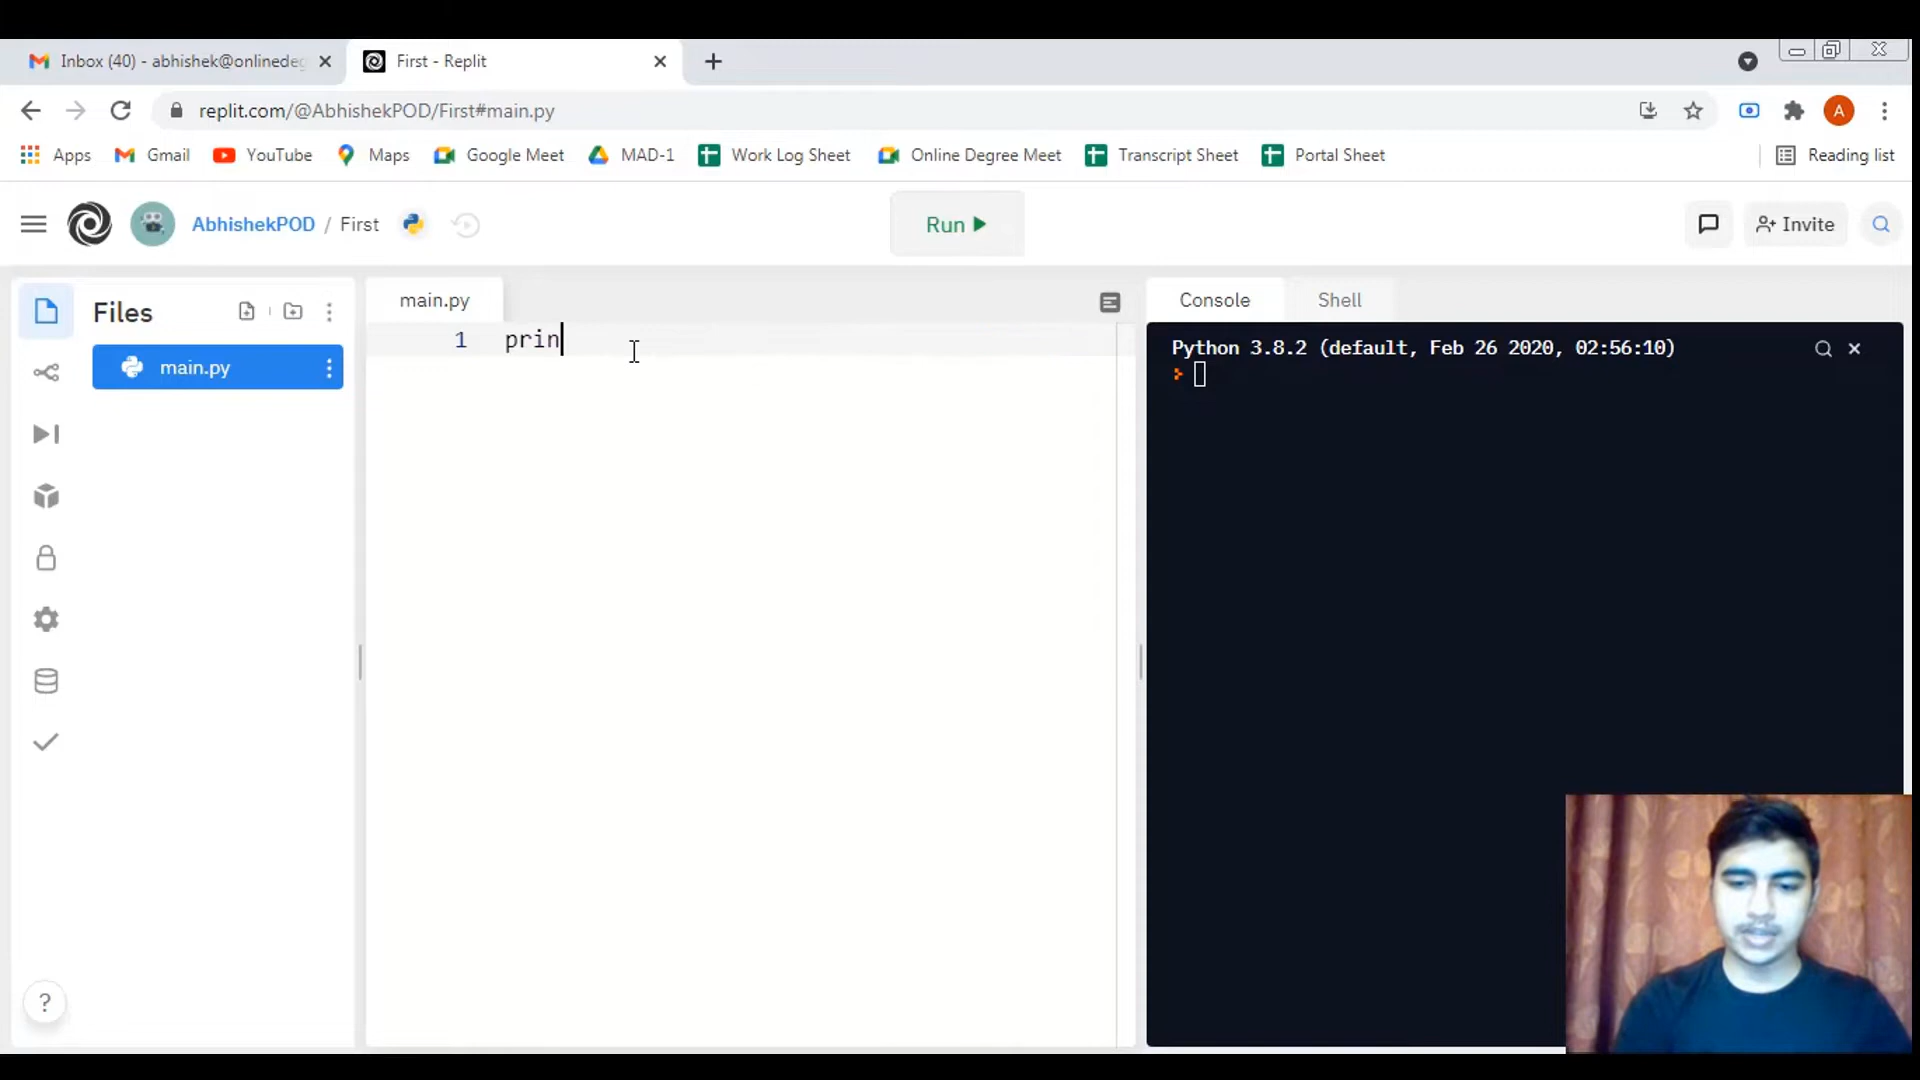 Inbox (40) - abhishek@onlinedeg
First - Replit
replit.com/@AbhishekPOD/First#main.py
A
Apps
Gmail
YouTube
Maps
Google Meet
MAD-1
Work Log Sheet
Online Degree Meet
Transcript Sheet
Portal Sheet
Reading list
AbhishekPOD / First
Run
Invite
Files
main.py
main.py
1 prin
Console
Shell
Python 3.8.2 (default, Feb 26 2020, 02:56:10)
?